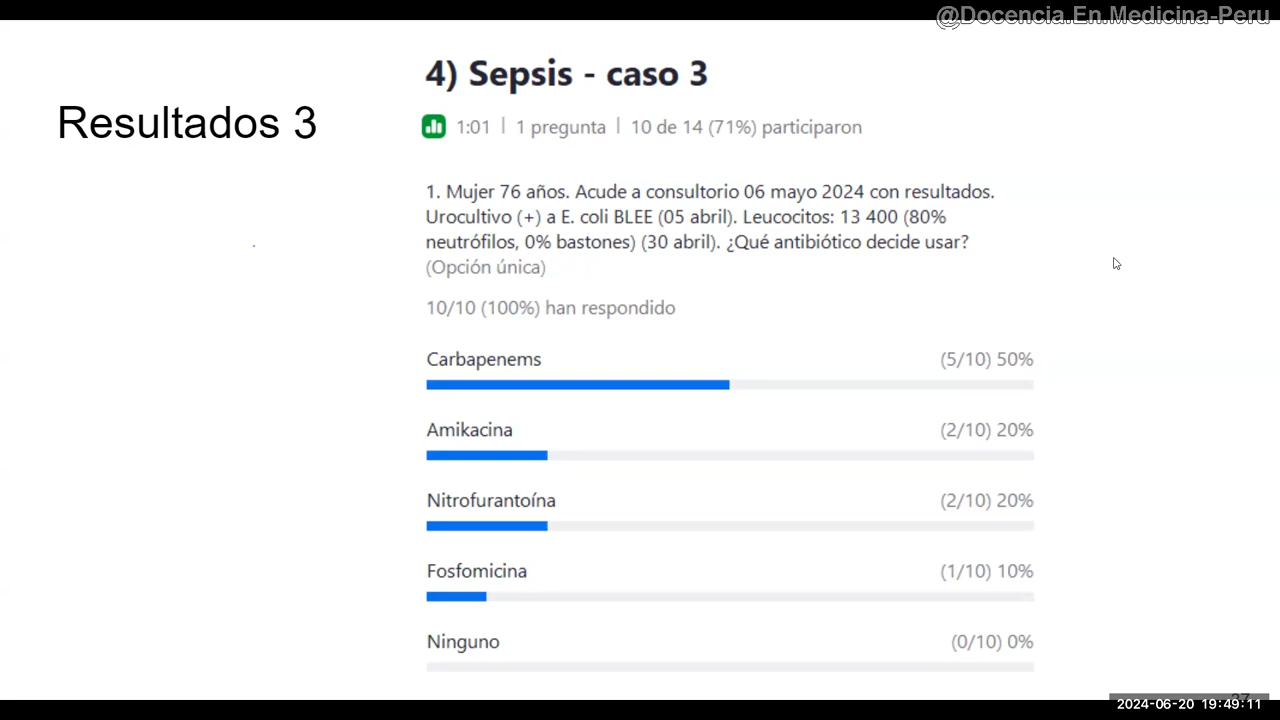 @Docencia.En.Medicina-Peru
4) Sepsis - caso 3
Resultados 3
1:01 | 1 pregunta | 10 de 14 (71%) participaron
1. Mujer 76 años. Acude a consultorio 06 mayo 2024 con resultados.
Urocultivo (+) a E. coli BLEE (05 abril). Leucocitos: 13 400 (80%
neutrófilos, 0% bastones) (30 abril). ¿Qué antibiótico decide usar?
(Opción única)
10/10 (100%) han respondido
Carbapenems (5/10) 50%
Amikacina (2/10) 20%
Nitrofurantoína (2/10) 20%
Fosfomicina (1/10) 10%
Ninguno (0/10) 0%
2024-06-20 19:49:11